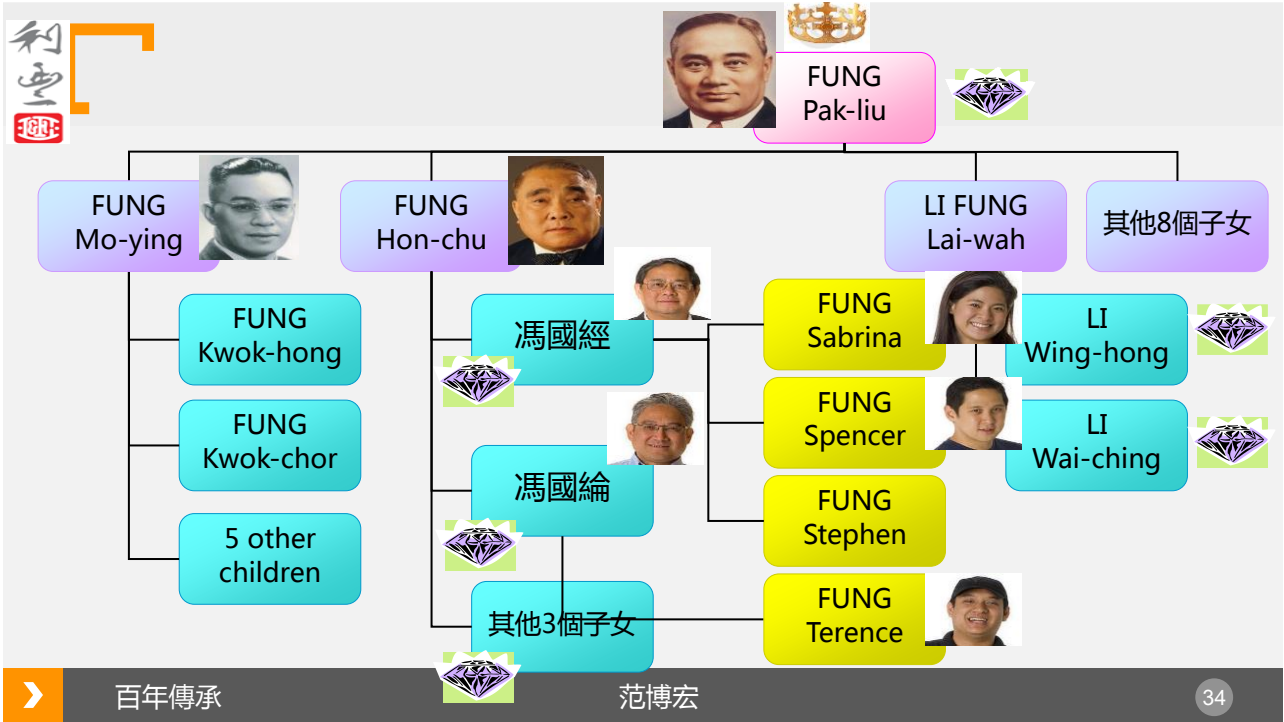 利
豐
FUNG
Pak-liu
FUNG
Mo-ying
FUNG
Hon-chu
LI FUNG
Lai-wah
其他8個子女
FUNG
Kwok-hong
FUNG
Kwok-chor
5 other
children
馮國經
馮國綸
其他3個子女
FUNG
Sabrina
FUNG
Spencer
FUNG
Stephen
FUNG
Terence
LI
Wing-hong
LI
Wai-ching
百年傳承
范博宏
34